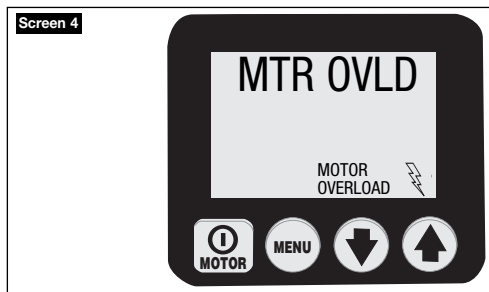 Screen 4
MTR OVLD
MOTOR
OVERLOAD
MOTOR
MENU